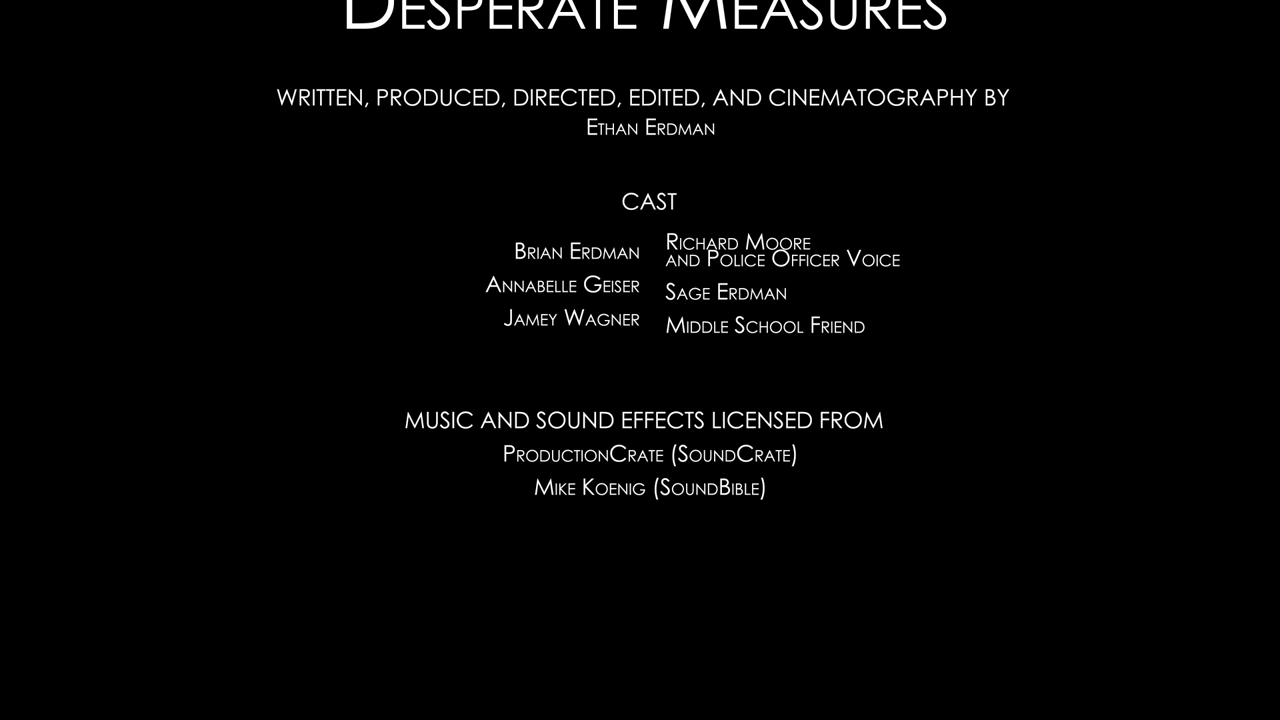 Desperate Measures
WRITTEN, PRODUCED, DIRECTED, EDITED, AND CINEMATOGRAPHY BY
Ethan Erdman
CAST
Brian Erdman Richard Moore
and Police Officer Voice
Annabelle Geiser Sage Erdman
Jamey Wagner Middle School Friend
MUSIC AND SOUND EFFECTS LICENSED FROM
ProductionCrate (SoundCrate)
Mike Koenig (SoundBible)